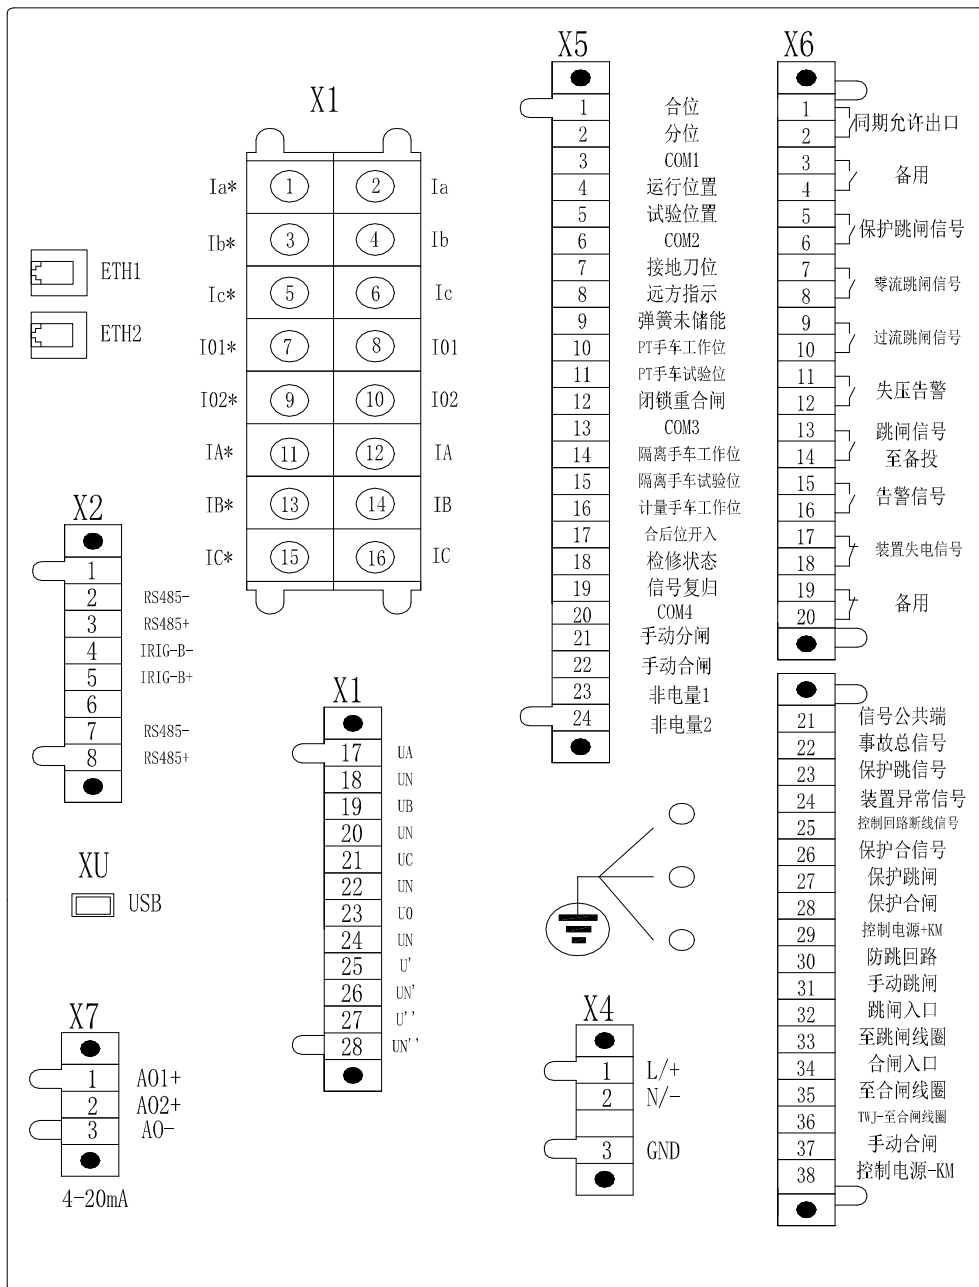 X1
Ia* 1 2 Ia
Ib* 3 4 Ib
Ic* 5 6 Ic
I01* 7 8 I01
I02* 9 10 I02
IA* 11 12 IA
IB* 13 14 IB
IC* 15 16 IC
ETH1
ETH2
X2
1
2 RS485-
3 RS485+
4 IRIG-B-
5 IRIG-B+
6
7 RS485-
8 RS485+
XU
USB
X7
1 AO1+
2 AO2+
3 AO-
4-20mA
X1
17 UA
18 UN
19 UB
20 UN
21 UC
22 UN
23 U0
24 UN
25 U'
26 UN'
27 U''
28 UN''
X5
1 合位
2 分位
3 COM1
4 运行位置
5 试验位置
6 COM2
7 接地刀位
8 远方指示
9 弹簧未储能
10 PT手车工作位
11 PT手车试验位
12 闭锁重合闸
13 COM3
14 隔离手车工作位
15 隔离手车试验位
16 计量手车工作位
17 合后位开入
18 检修状态
19 信号复归
20 COM4
21 手动分闸
22 手动合闸
23 非电量1
24 非电量2
X4
1 L/+
2 N/-
3 GND
X6
1
2
同期允许出口
3
4
备用
5
6
保护跳闸信号
7
8
零流跳闸信号
9
10
过流跳闸信号
11
12
失压告警
13
14
跳闸信号
至备投
15
16
告警信号
17
18
装置失电信号
19
20
备用
21 信号公共端
22 事故总信号
23 保护跳信号
24 装置异常信号
25 控制回路断线信号
26 保护合信号
27 保护跳闸
28 保护合闸
29 控制电源+KM
30 防跳回路
31 手动跳闸
32 跳闸入口
33 至跳闸线圈
34 合闸入口
35 至合闸线圈
36 TWJ-至合闸线圈
37 手动合闸
38 控制电源-KM